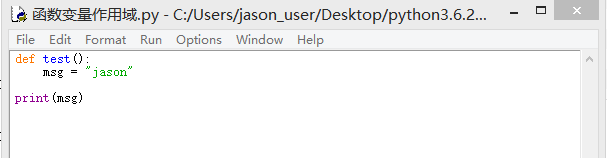 函数变量作用域.py - C:/Users/jason_user/Desktop/python3.6.2...
File Edit Format Run Options Window Help
def test():
    msg = "jason"
print(msg)